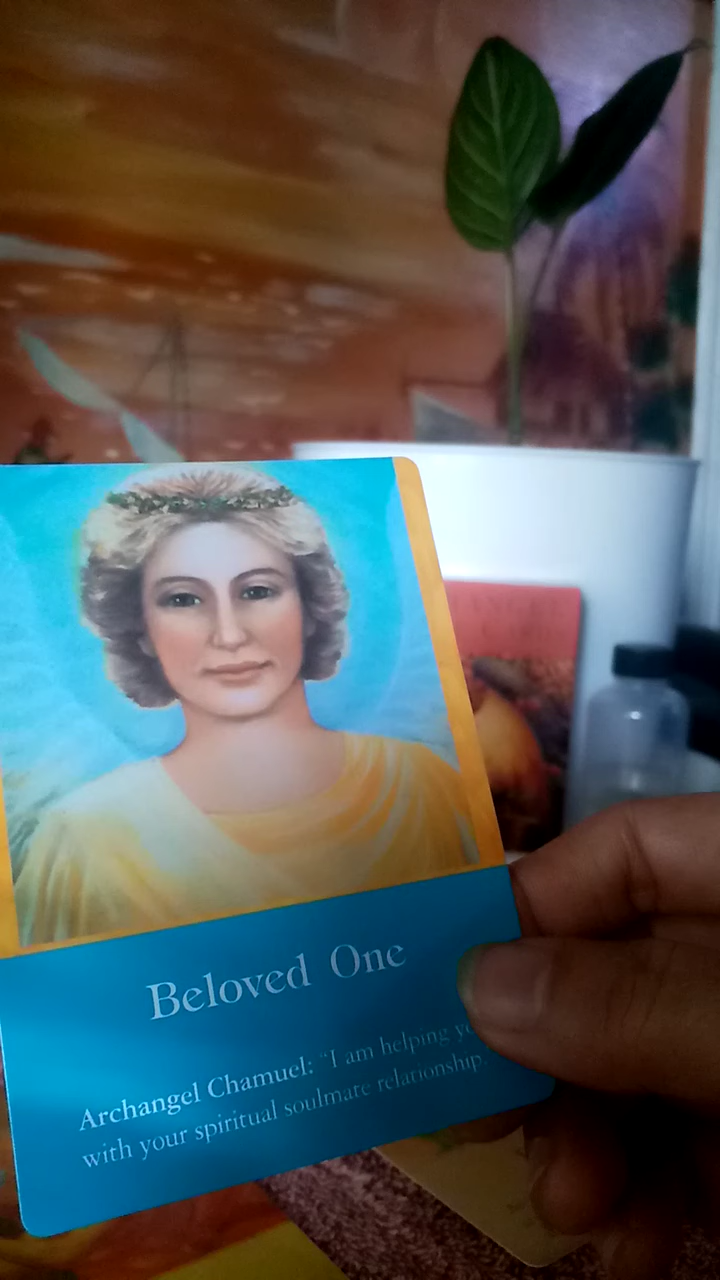 Beloved One
Archangel Chamuel: "I am helping
with your spiritual soulmate relationship.